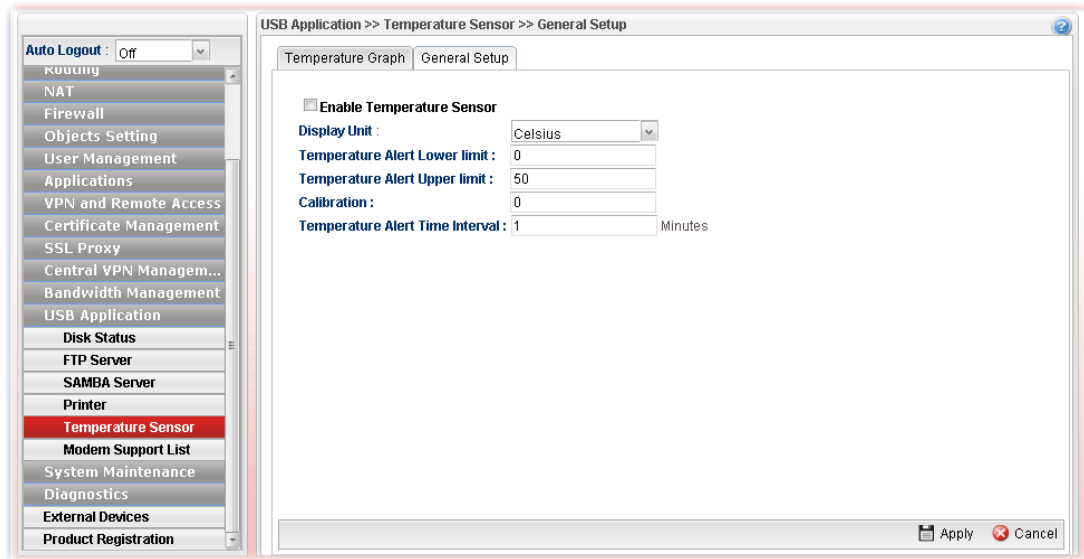 USB Application >> Temperature Sensor >> General Setup
Auto Logout : Off
Routing
NAT
Firewall
Objects Setting
User Management
Applications
VPN and Remote Access
Certificate Management
SSL Proxy
Central VPN Managem...
Bandwidth Management
USB Application
Disk Status
FTP Server
SAMBA Server
Printer
Temperature Sensor
Modem Support List
System Maintenance
Diagnostics
External Devices
Product Registration
Temperature Graph General Setup
Enable Temperature Sensor
Display Unit : Celsius
Temperature Alert Lower limit : 0
Temperature Alert Upper limit : 50
Calibration : 0
Temperature Alert Time Interval : 1 Minutes
Apply Cancel